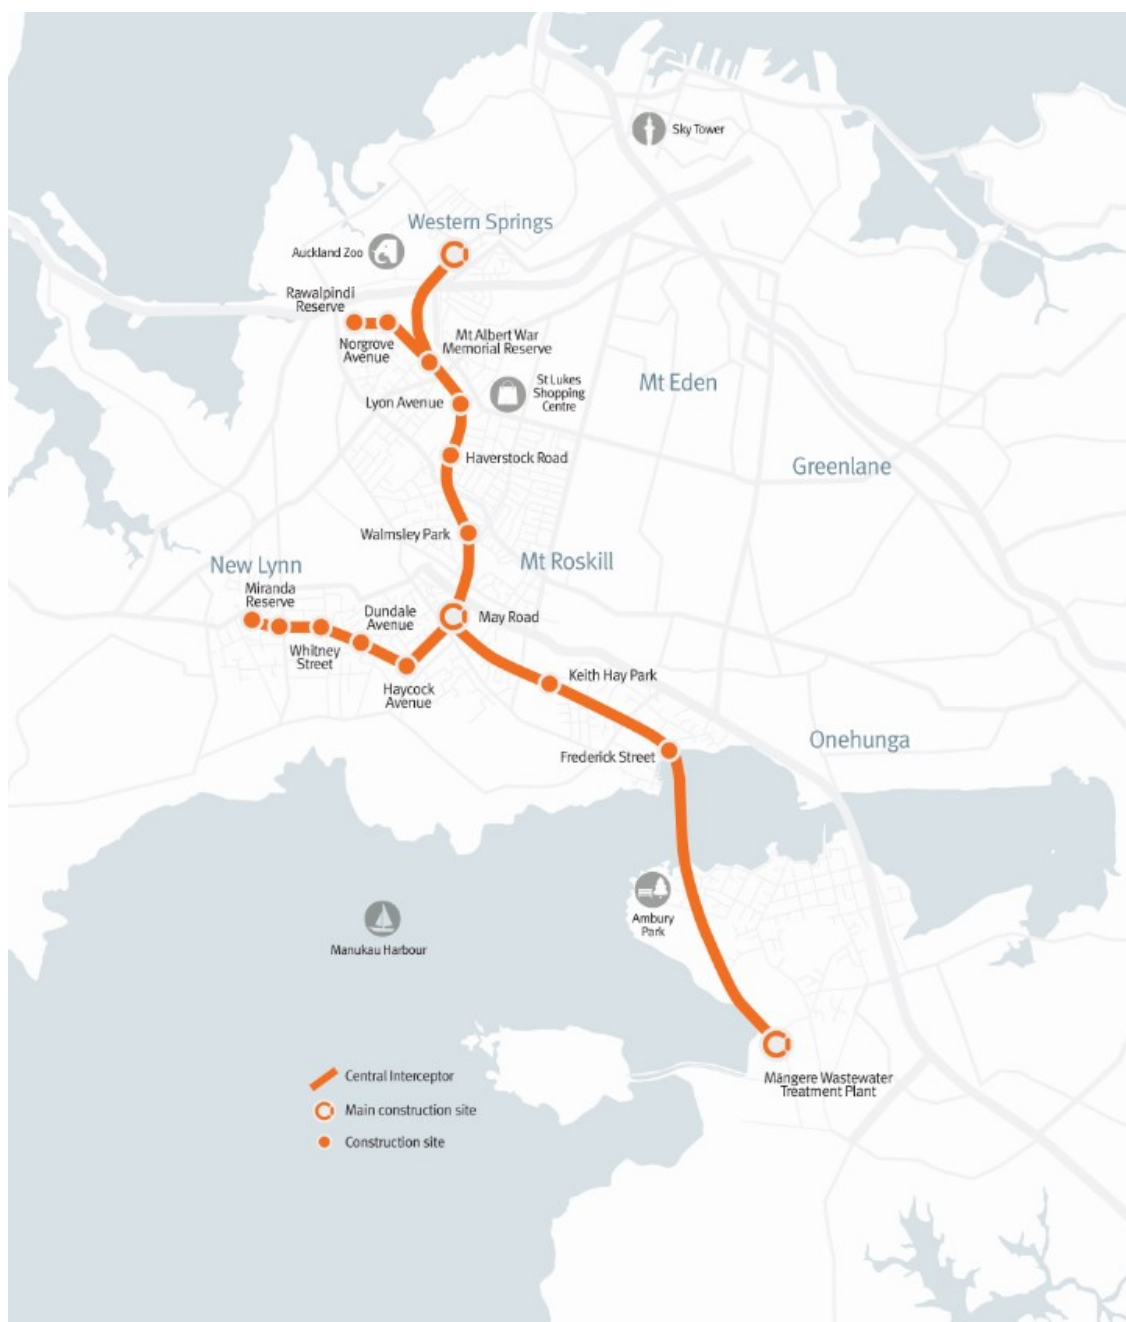 Sky Tower
Western Springs
Auckland Zoo
Rawalpindi
Reserve
Norgrove
Avenue
Mt Albert War
Memorial Reserve
St Lukes
Shopping
Centre
Mt Eden
Lyon Avenue
Haverstock Road
Greenlane
Walmsley Park
Mt Roskill
New Lynn
Miranda
Reserve
Dundale
Avenue
May Road
Whitney
Street
Haycock
Avenue
Keith Hay Park
Onehunga
Frederick Street
Ambury
Park
Manukau Harbour
Māngere Wastewater
Treatment Plant
Central Interceptor
Main construction site
Construction site